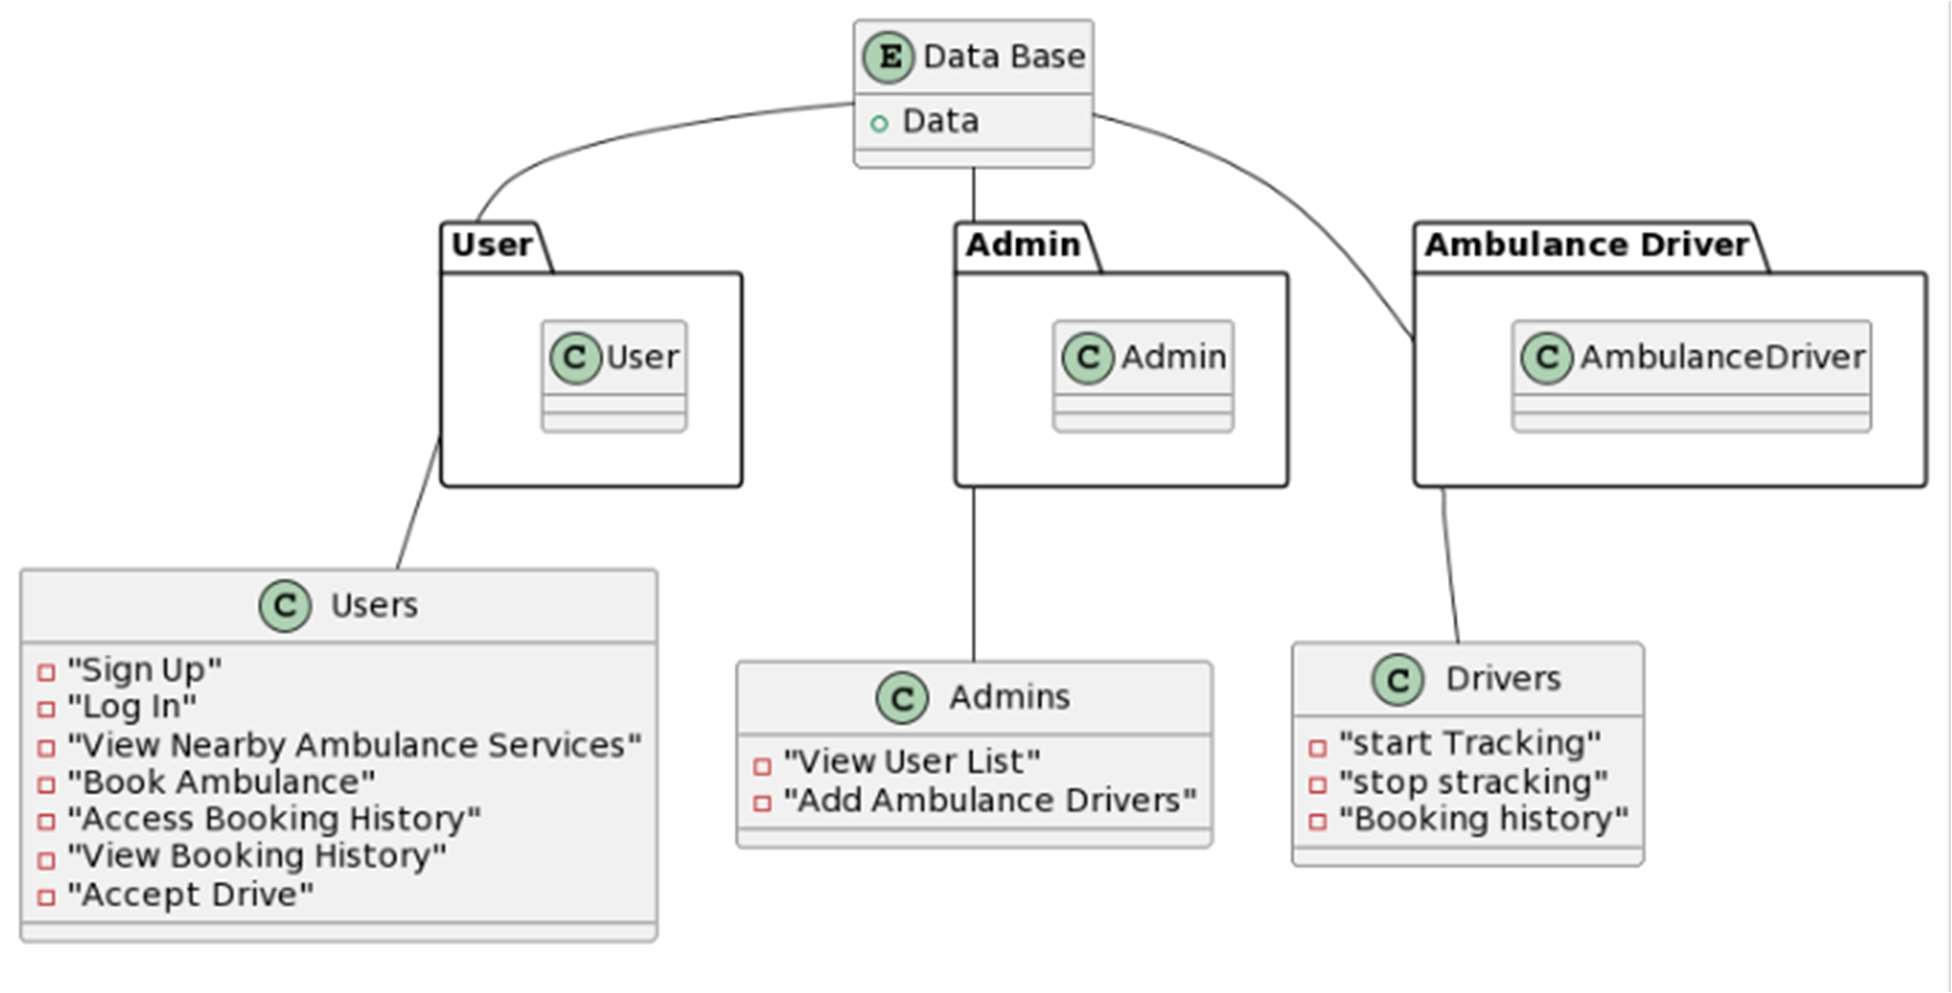 E Data Base
Data
User
C User
Admin
C Admin
Ambulance Driver
C AmbulanceDriver
C Users
"Sign Up"
"Log In"
"View Nearby Ambulance Services"
"Book Ambulance"
"Access Booking History"
"View Booking History"
"Accept Drive"
C Admins
"View User List"
"Add Ambulance Drivers"
C Drivers
"start Tracking"
"stop stracking"
"Booking history"